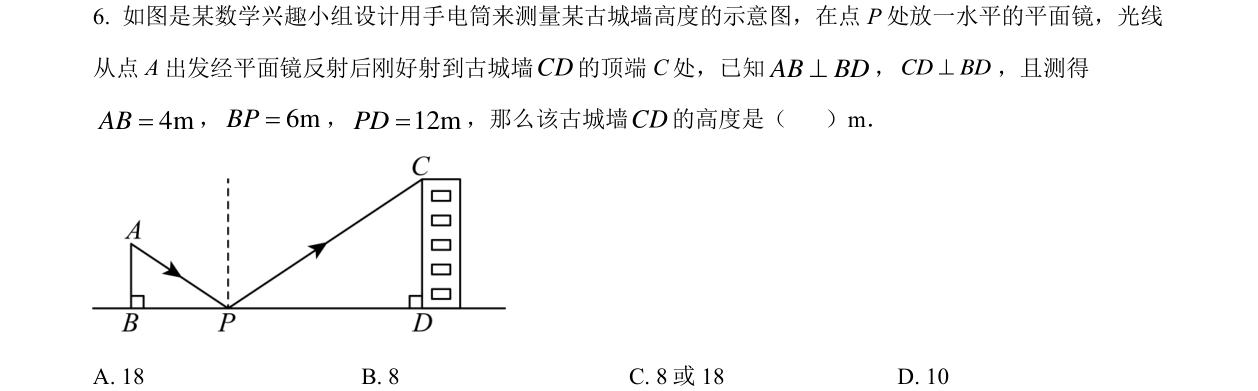 6. 如图是某数学兴趣小组设计用手电筒来测量某古城墙高度的示意图，在点 P 处放一水平的平面镜，光线
从点 A 出发经平面镜反射后刚好射到古城墙 CD 的顶端 C 处，已知 AB ⊥ BD，CD ⊥ BD，且测得
AB = 4m，BP = 6m，PD = 12m，那么该古城墙 CD 的高度是（　　）m．
C
A
B P D
A. 18 B. 8 C. 8 或 18 D. 10